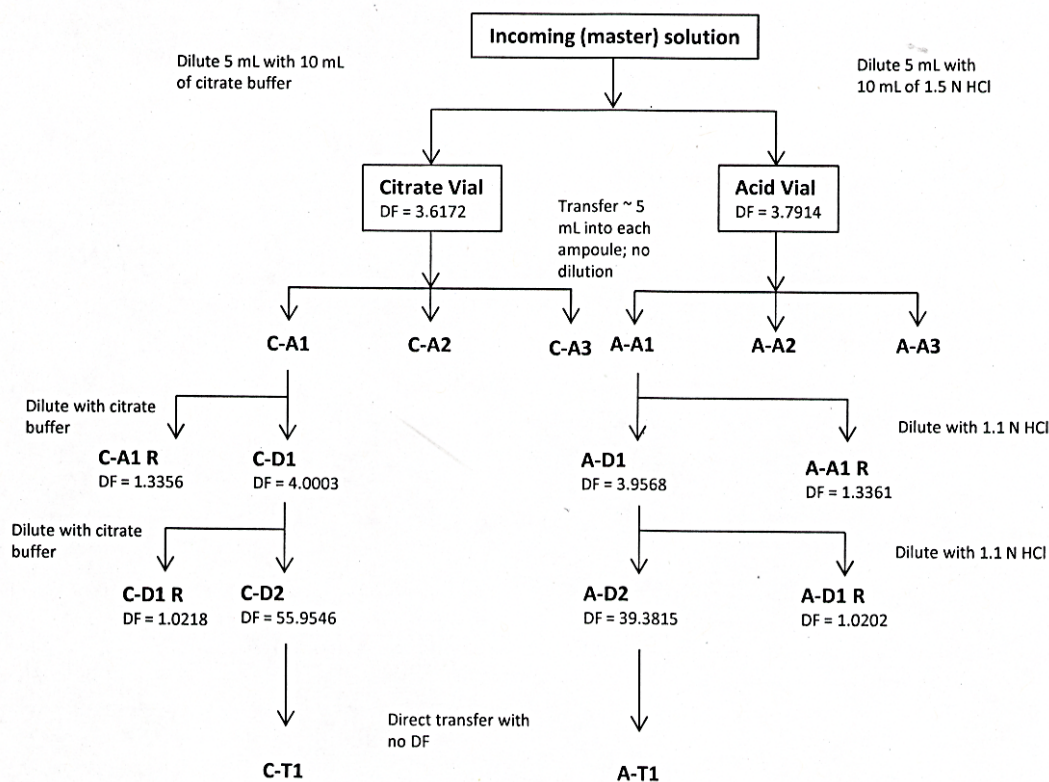 Incoming (master) solution
Dilute 5 mL with 10 mL
of citrate buffer
Dilute 5 mL with
10 mL of 1.5 N HCl
Citrate Vial
DF = 3.6172
Transfer ~ 5
mL into each
ampoule; no
dilution
Acid Vial
DF = 3.7914
C-A1
C-A2
C-A3
A-A1
A-A2
A-A3
Dilute with citrate
buffer
C-A1 R
DF = 1.3356
C-D1
DF = 4.0003
A-D1
DF = 3.9568
A-A1 R
DF = 1.3361
Dilute with 1.1 N HCl
Dilute with citrate
buffer
C-D1 R
DF = 1.0218
C-D2
DF = 55.9546
A-D2
DF = 39.3815
A-D1 R
DF = 1.0202
Dilute with 1.1 N HCl
Direct transfer with
no DF
C-T1
A-T1